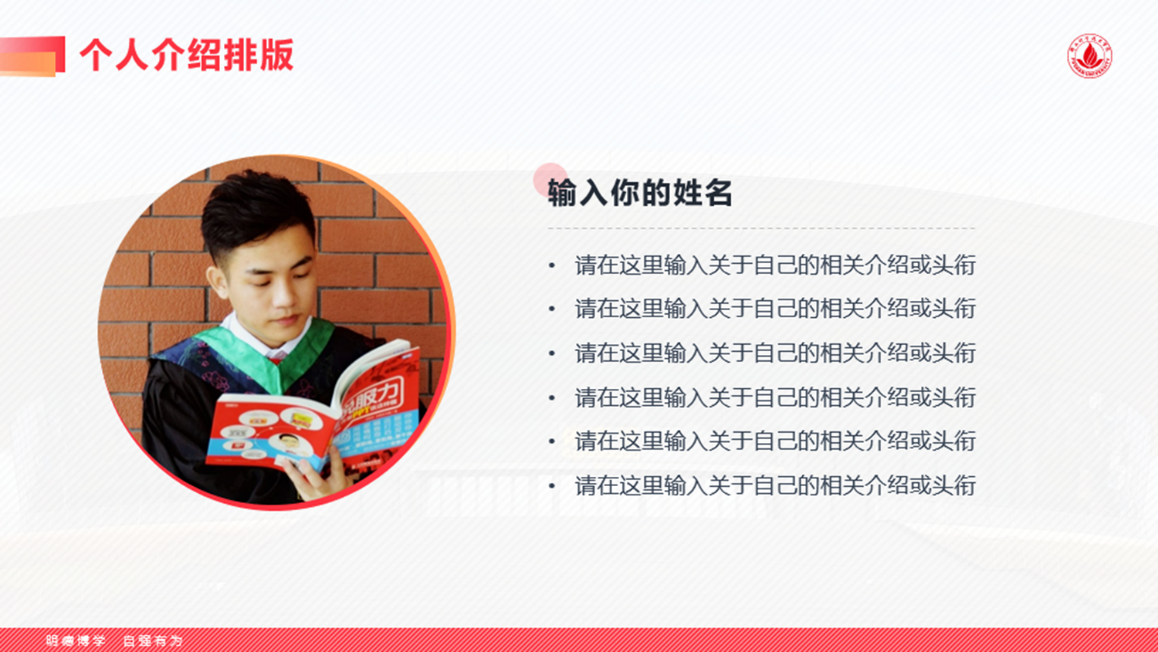 个人介绍排版
输入你的姓名
• 请在这里输入关于自己的相关介绍或头衔
• 请在这里输入关于自己的相关介绍或头衔
• 请在这里输入关于自己的相关介绍或头衔
• 请在这里输入关于自己的相关介绍或头衔
• 请在这里输入关于自己的相关介绍或头衔
• 请在这里输入关于自己的相关介绍或头衔
说服力
明德博学 自强有为